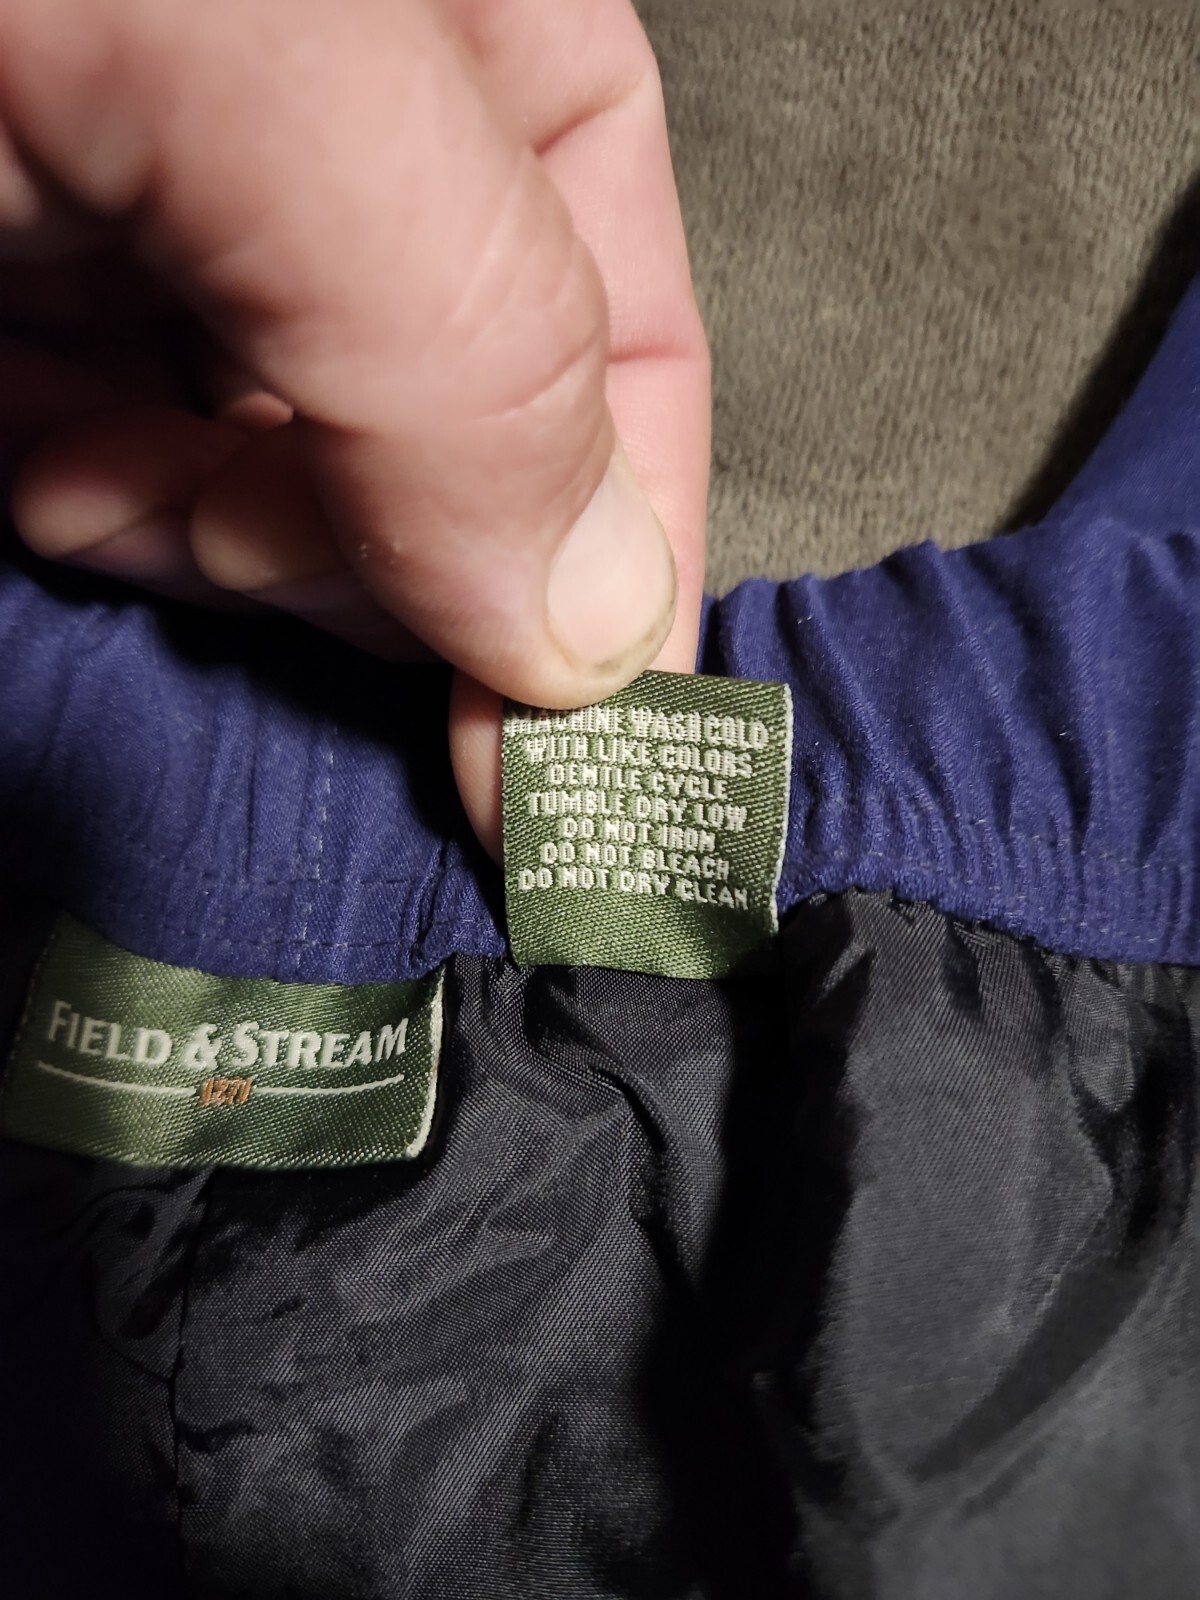 MACHINE WASH COLD
WITH LIKE COLORS
GENTLE CYCLE
TUMBLE DRY LOW
DO NOT IRON
DO NOT BLEACH
DO NOT DRY CLEAN
FIELD & STREAM
1871